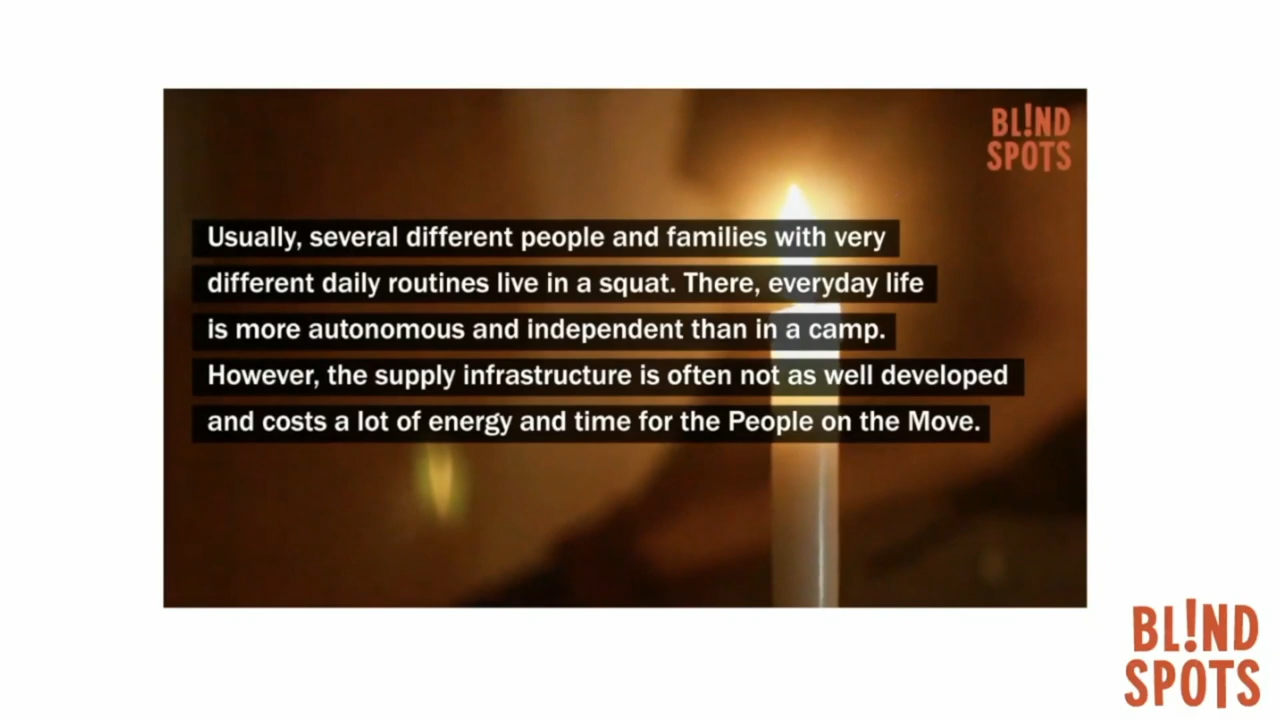 BL!ND
SPOTS
Usually, several different people and families with very
different daily routines live in a squat. There, everyday life
is more autonomous and independent than in a camp.
However, the supply infrastructure is often not as well developed
and costs a lot of energy and time for the People on the Move.
BL!ND
SPOTS